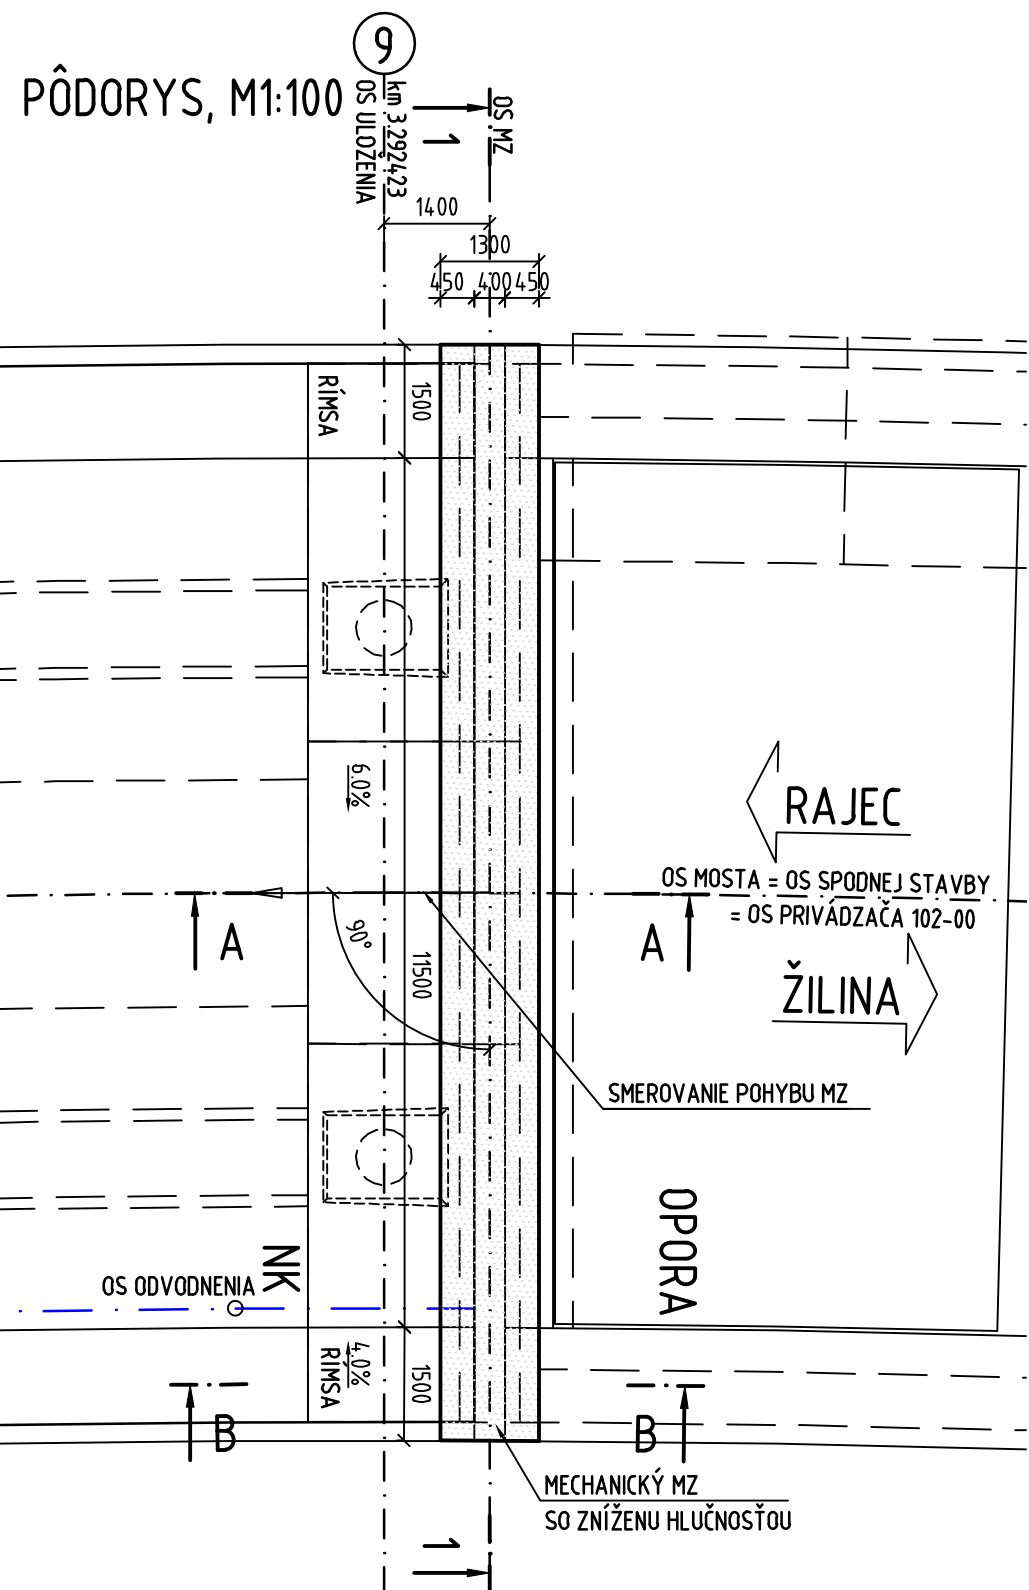 9
PÔDORYS, M1:100
km 3.292423
OS ULOŽENIA
OS MZ
1
1400
1300
450 400 450
RÍMSA
1500
6.0%
RAJEC
OS MOSTA = OS SPODNEJ STAVBY
= OS PRIVÁDZAČA 102-00
A
A
90°
11500
ŽILINA
SMEROVANIE POHYBU MZ
OPORA
NK
OS ODVODNENIA
4.0%
RÍMSA
1500
B
B
MECHANICKÝ MZ
SO ZNÍŽENU HLUČNOSŤOU
1